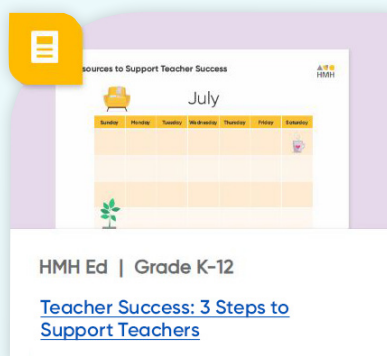 sources to Support Teacher Success
HMH
July
Sunday Monday Tuesday Wednesday Thursday Friday Saturday
HMH Ed | Grade K-12
Teacher Success: 3 Steps to
Support Teachers